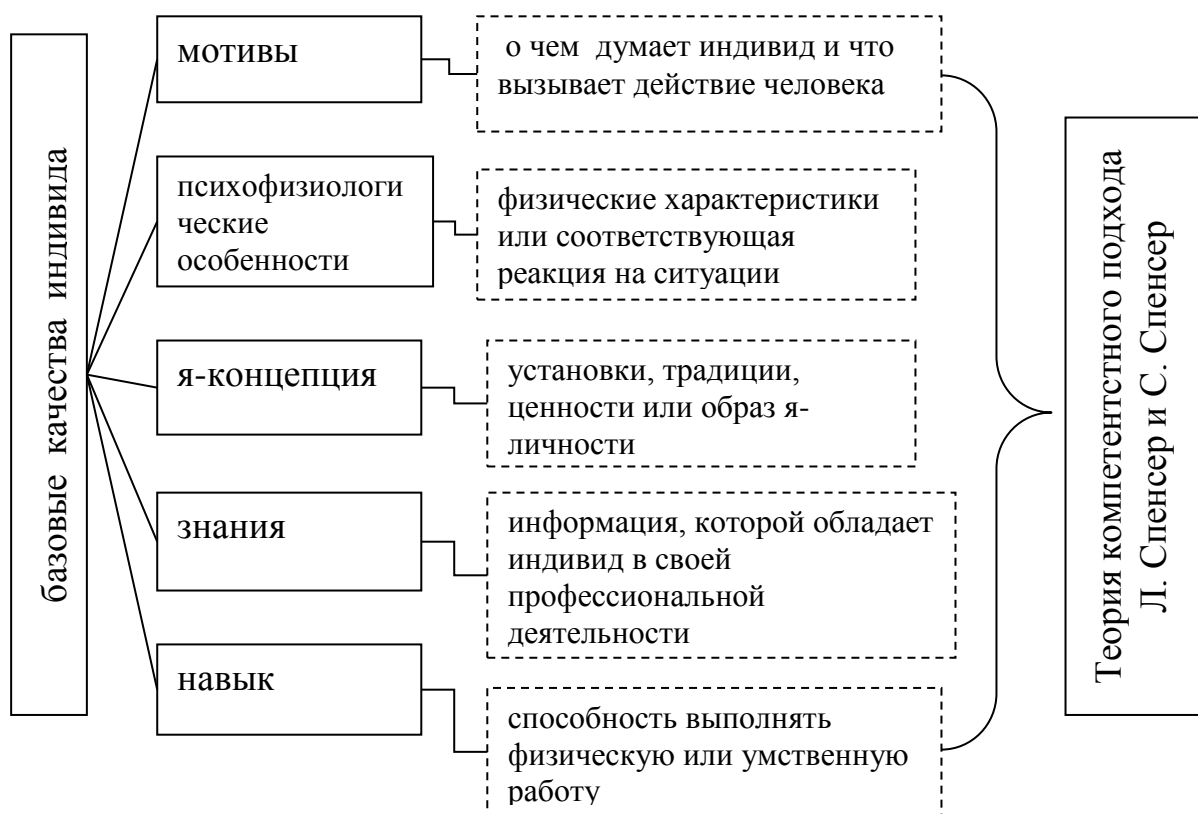 базовые качества индивида
мотивы
о чем думает индивид и что
вызывает действие человека
психофизиологи
ческие
особенности
физические характеристики
или соответствующая
реакция на ситуации
я-концепция
установки, традиции,
ценности или образ я-
личности
знания
информация, которой обладает
индивид в своей
профессиональной
деятельности
навык
способность выполнять
физическую или умственную
работу
Теория компетентстного подхода
Л. Спенсер и С. Спенсер